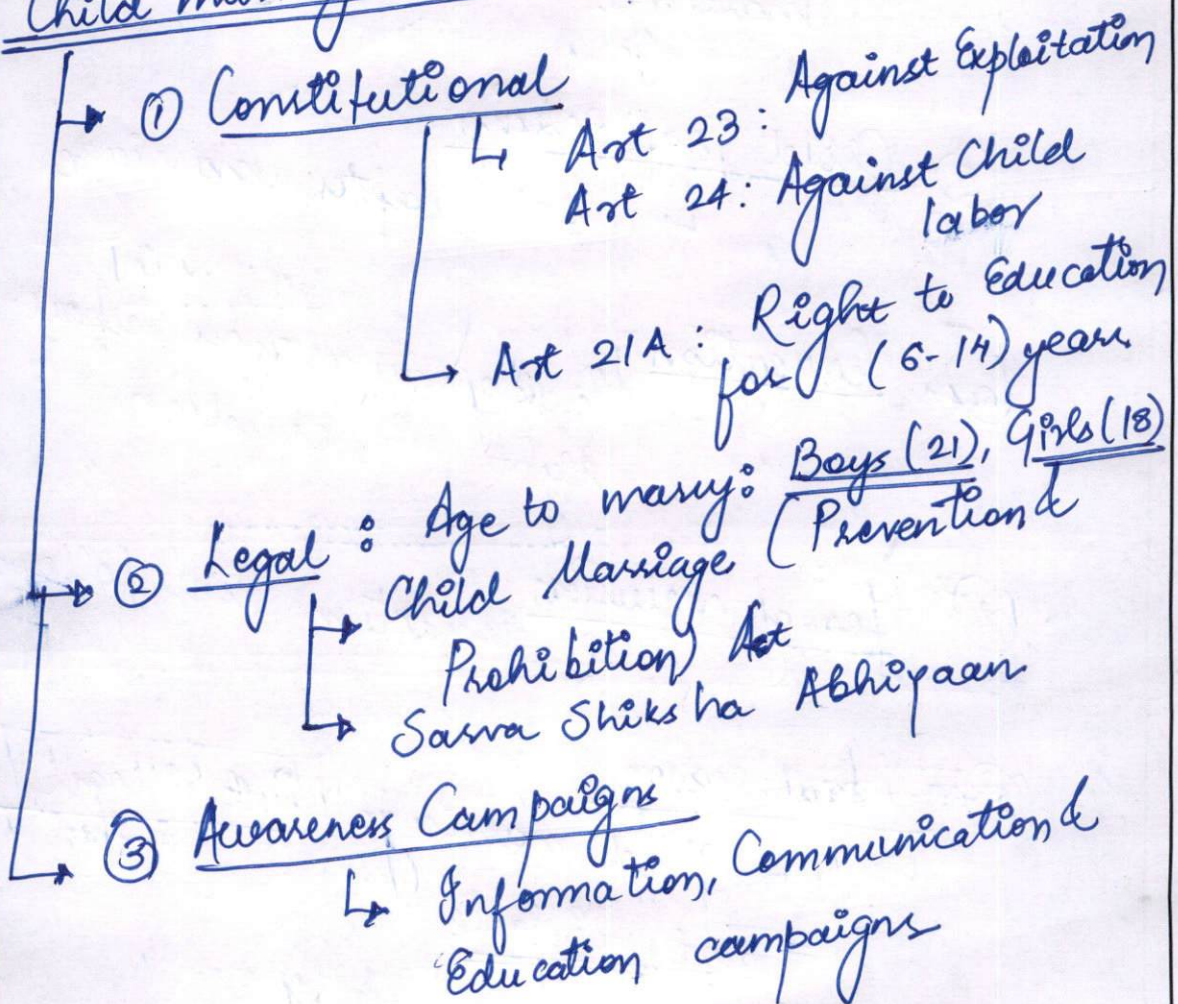 Child
① Constitutional
Art 23: Against Exploitation
Art 24: Against Child
labor
Art 21A: Right to Education
for (6-14) years
② Legal: Age to marry: Boys (21), Girls (18)
Child Marriage (Prevention &
Prohibition) Act
Sarva Shiksha Abhiyaan
③ Awareness Campaigns
Information, Communication &
Education campaigns